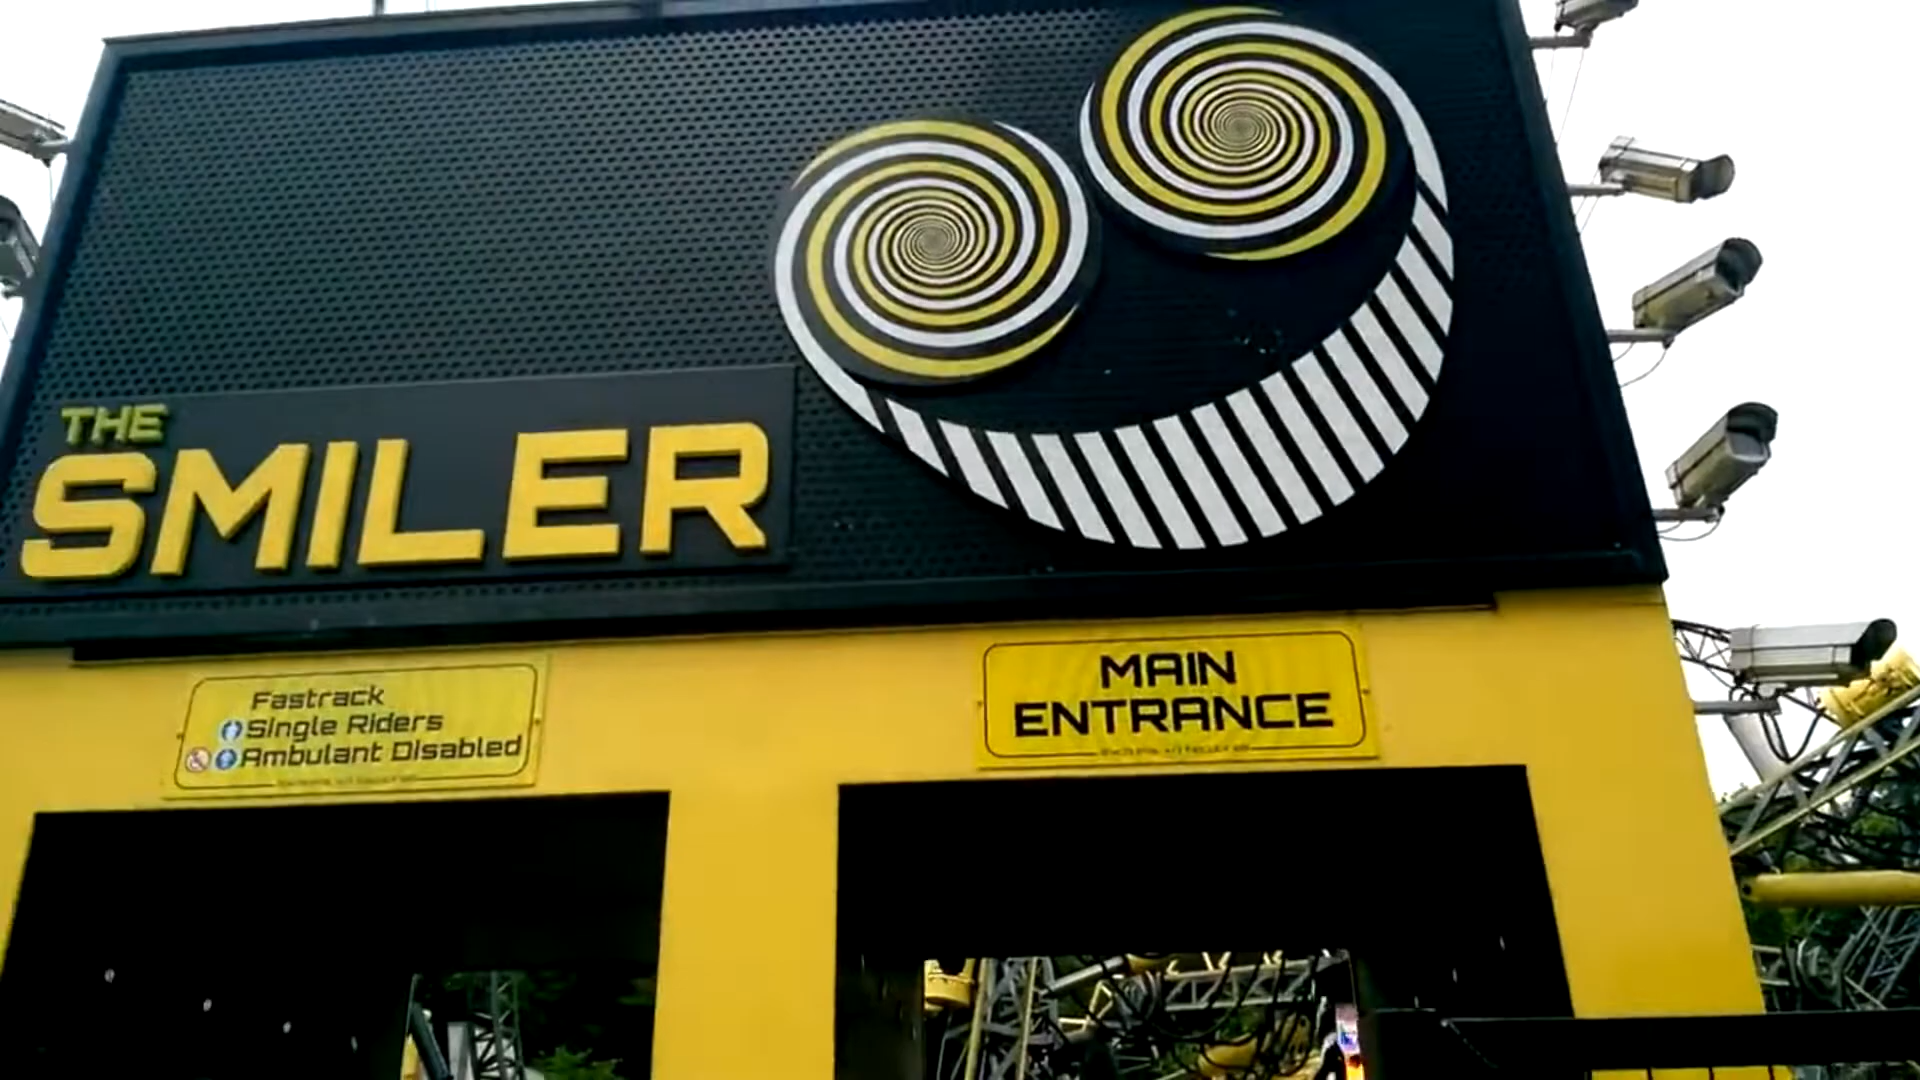 THE
SMILER
Fastrack
Single Riders
Ambulant Disabled
MAIN
ENTRANCE